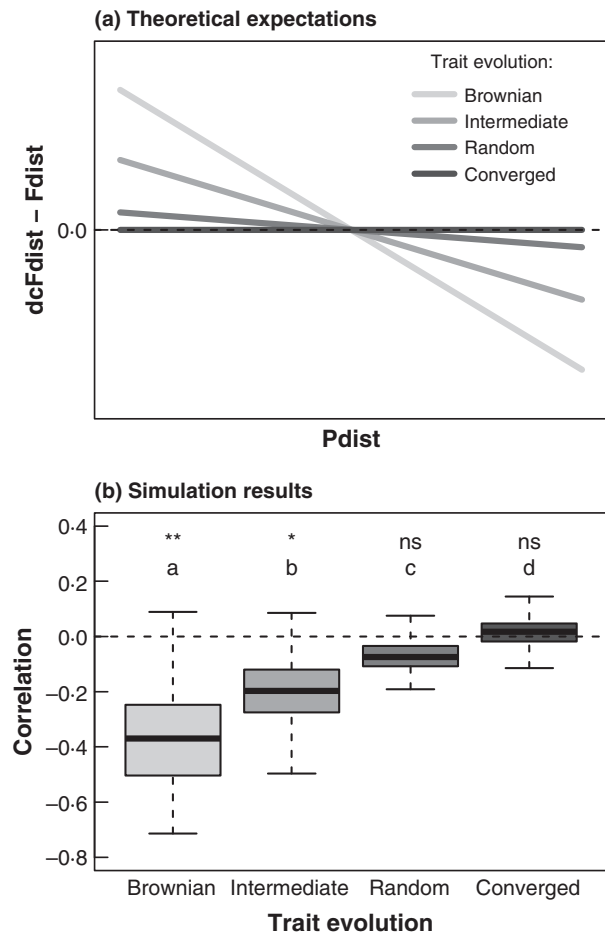 (a) Theoretical expectations
Trait evolution:
Brownian
Intermediate
Random
Converged
dcFdist – Fdist
0·0
Pdist
(b) Simulation results
0·4
0·2
0·0
–0·2
–0·4
–0·6
–0·8
Correlation
** * ns ns
a b c d
Brownian Intermediate Random Converged
Trait evolution